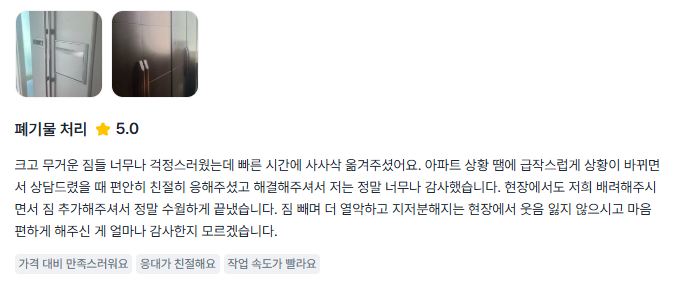 폐기물 처리 5.0
크고 무거운 짐들 너무나 걱정스러웠는데 빠른 시간에 사사삭 옮겨주셨어요. 아파트 상황 땜에 급작스럽게 상황이 바뀌면
서 상담드렸을 때 편안히 친절히 응해주셨고 해결해주셔서 저는 정말 너무나 감사했습니다. 현장에서도 저희 배려해주시
면서 짐 추가해주셔서 정말 수월하게 끝냈습니다. 짐 빼며 더 열악하고 지저분해지는 현장에서 웃음 잃지 않으시고 마음
편하게 해주신 게 얼마나 감사한지 모르겠습니다.
가격 대비 만족스러워요 응대가 친절해요 작업 속도가 빨라요